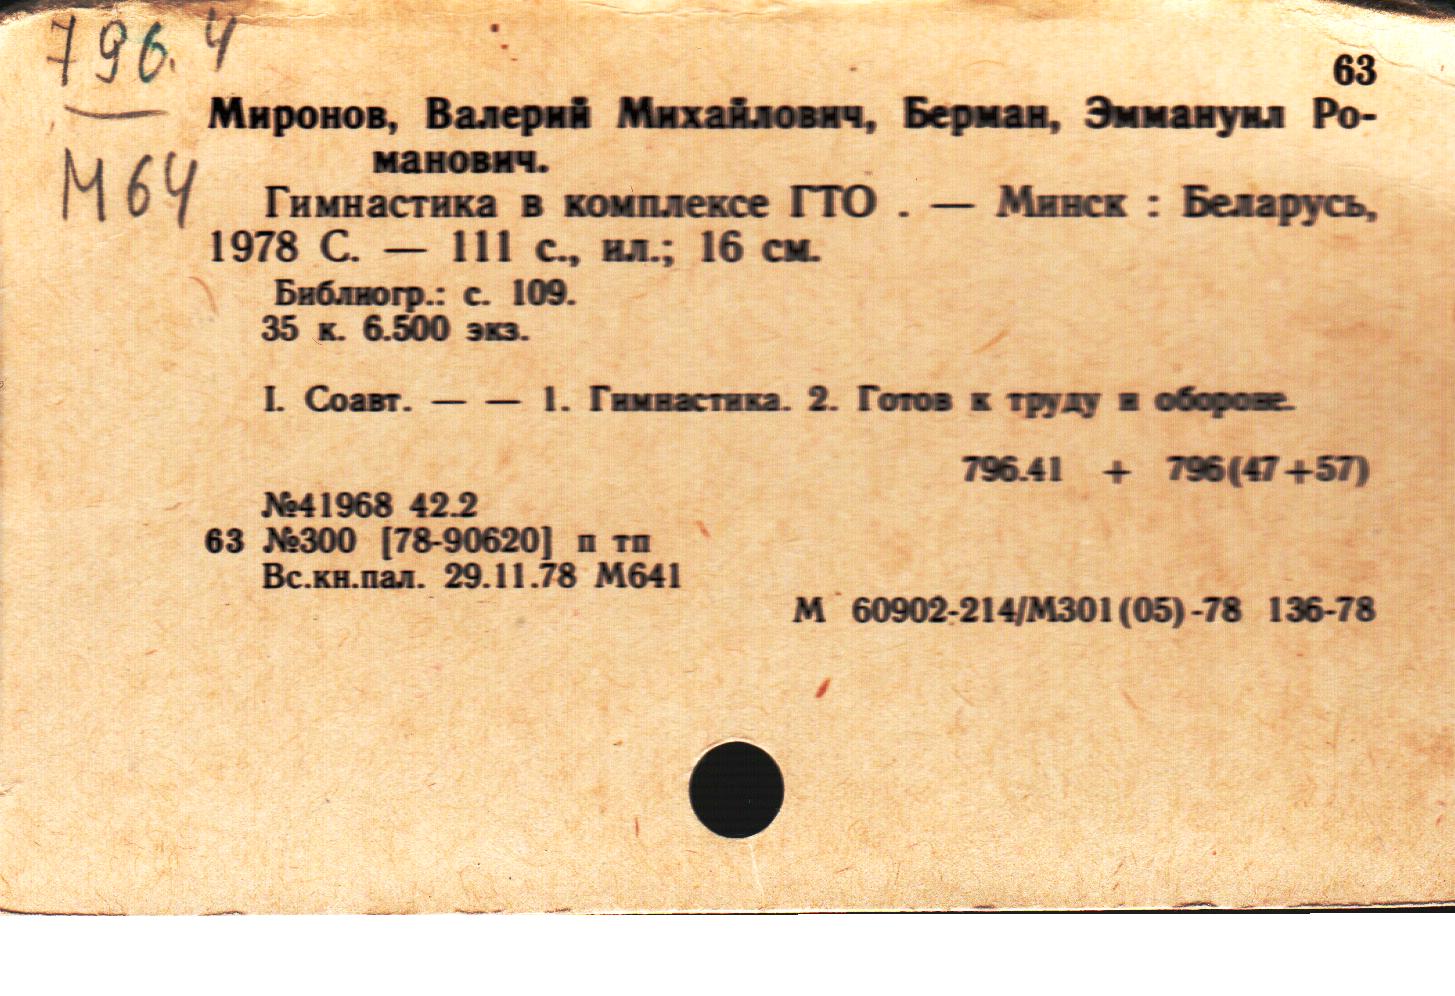 796.4
63
Миронов, Валерий Михайлович, Берман, Эммануил Ро-
манович.
М64
Гимнастика в комплексе ГТО . — Минск : Беларусь,
1978 С. — 111 с., ил.; 16 см.
Библиогр.: с. 109.
35 к. 6.500 экз.
I. Соавт. — — 1. Гимнастика. 2. Готов к труду и обороне.
796.41 + 796(47+57)
№41968 42.2
63 №300 [78-90620] п тп
Вс.кн.пал. 29.11.78 М641
М 60902-214/М301(05)-78 136-78